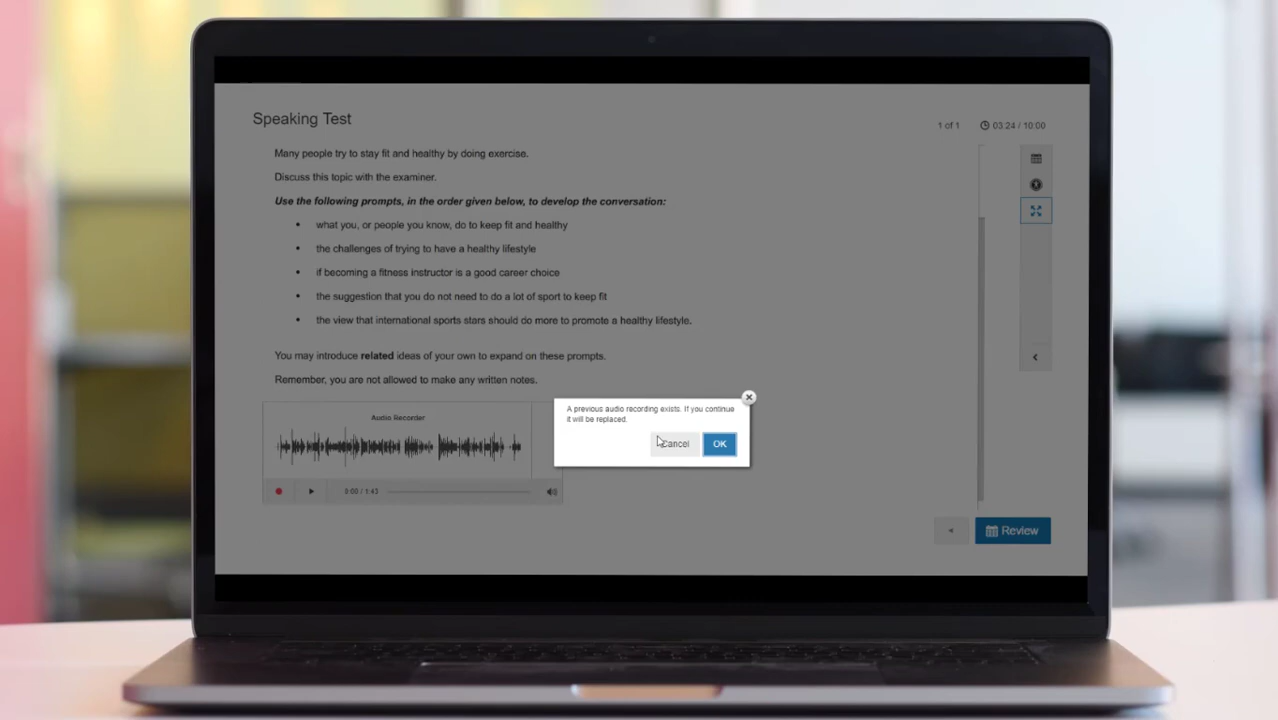 Speaking Test
1 of 1
03:24 / 10:00
Many people try to stay fit and healthy by doing exercise.
Discuss this topic with the examiner.
Use the following prompts, in the order given below, to develop the conversation:
• what you, or people you know, do to keep fit and healthy
• the challenges of trying to have a healthy lifestyle
• if becoming a fitness instructor is a good career choice
• the suggestion that you do not need to do a lot of sport to keep fit
• the view that international sports stars should do more to promote a healthy lifestyle.
You may introduce related ideas of your own to expand on these prompts.
Remember, you are not allowed to make any written notes.
Audio Recorder
0:00 / 1:43
A previous audio recording exists. If you continue
it will be replaced.
Cancel
OK
Review